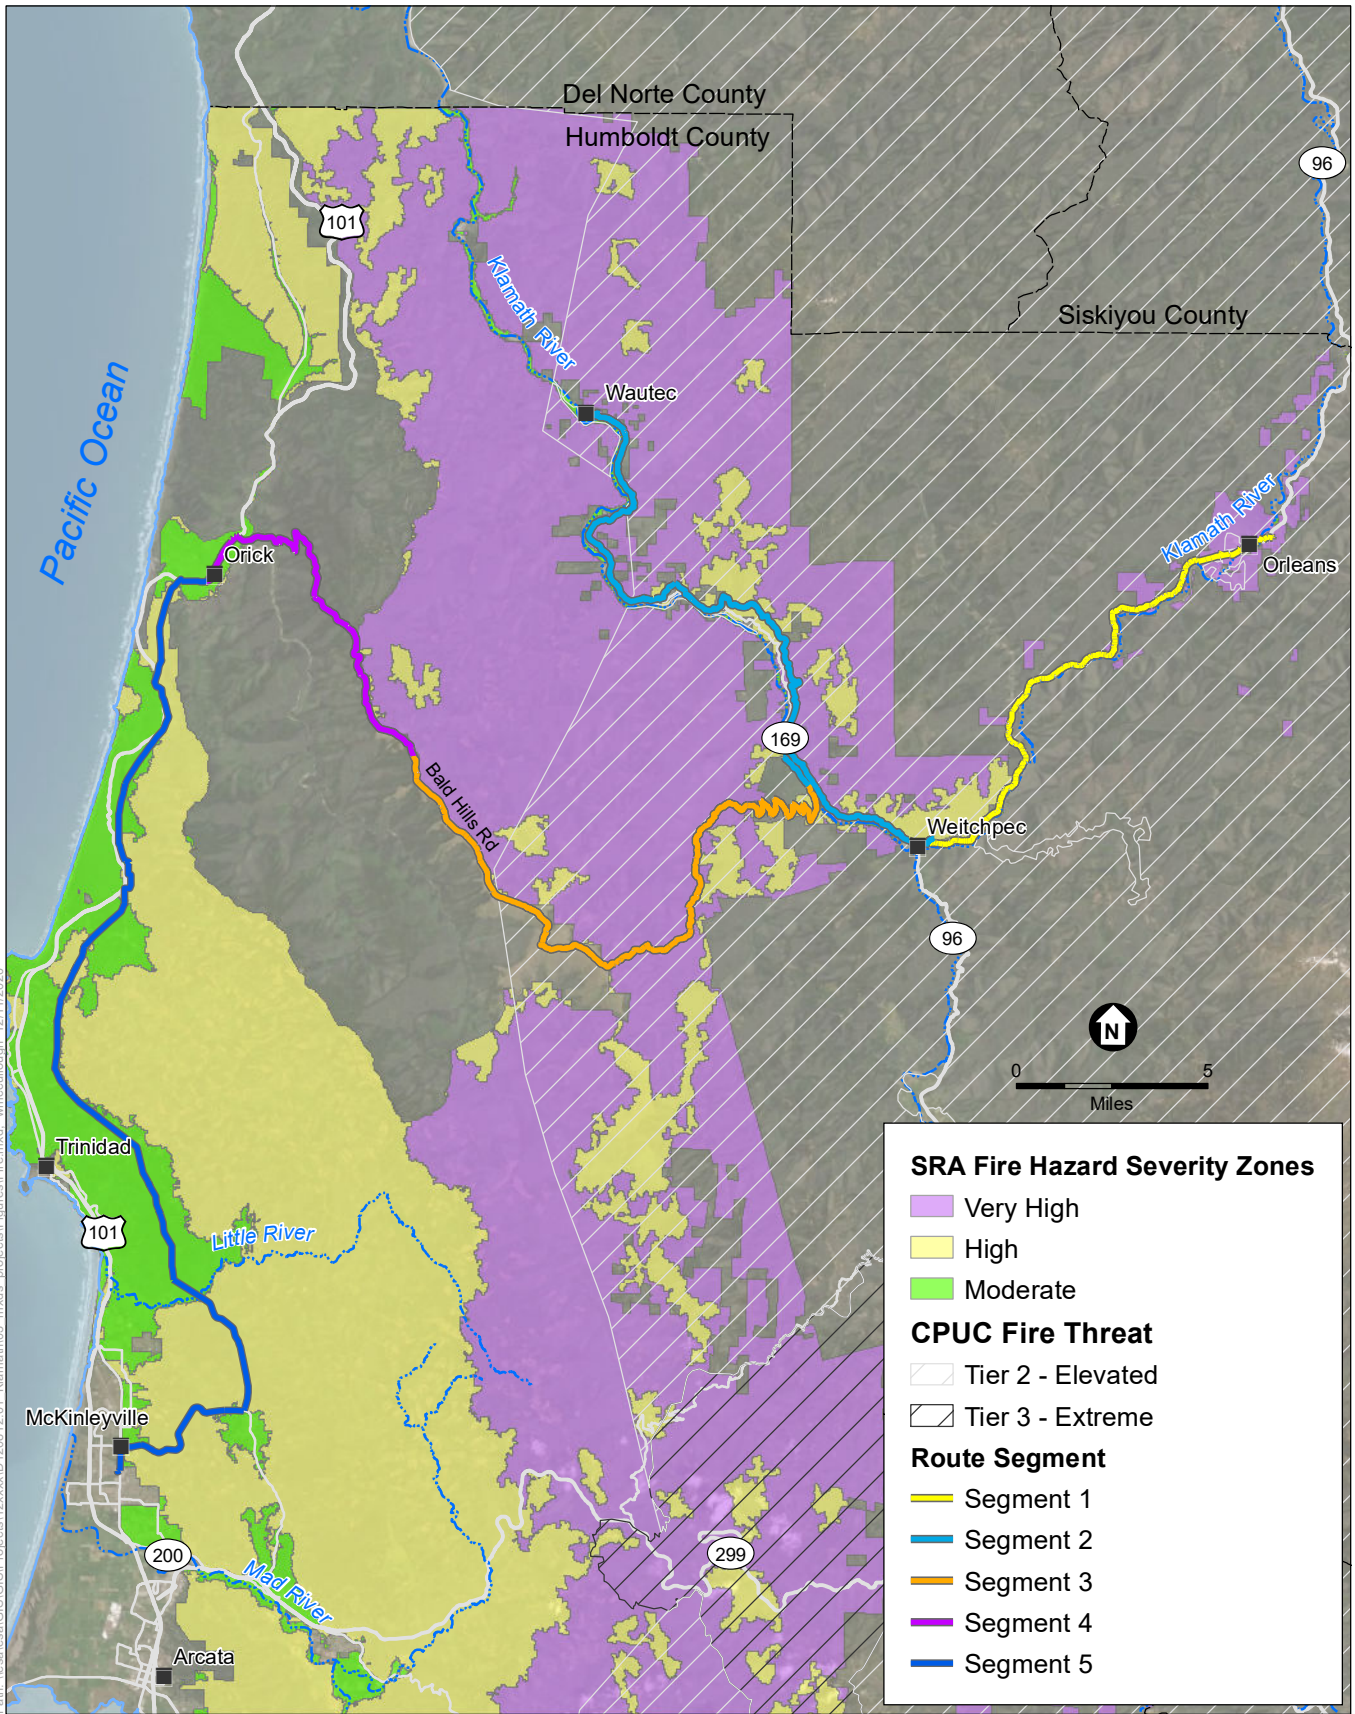 Del Norte County
Humboldt County
96
101
Klamath River
Siskiyou County
Pacific Ocean
Wautec
Klamath River
Orick
Orleans
169
Bald Hills Rd
Weitchpec
96
N
0 5
Miles
Trinidad
101
Little River
McKinleyville
200
Mad River
299
Arcata
SRA Fire Hazard Severity Zones
Very High
High
Moderate
CPUC Fire Threat
Tier 2 - Elevated
Tier 3 - Extreme
Route Segment
Segment 1
Segment 2
Segment 3
Segment 4
Segment 5